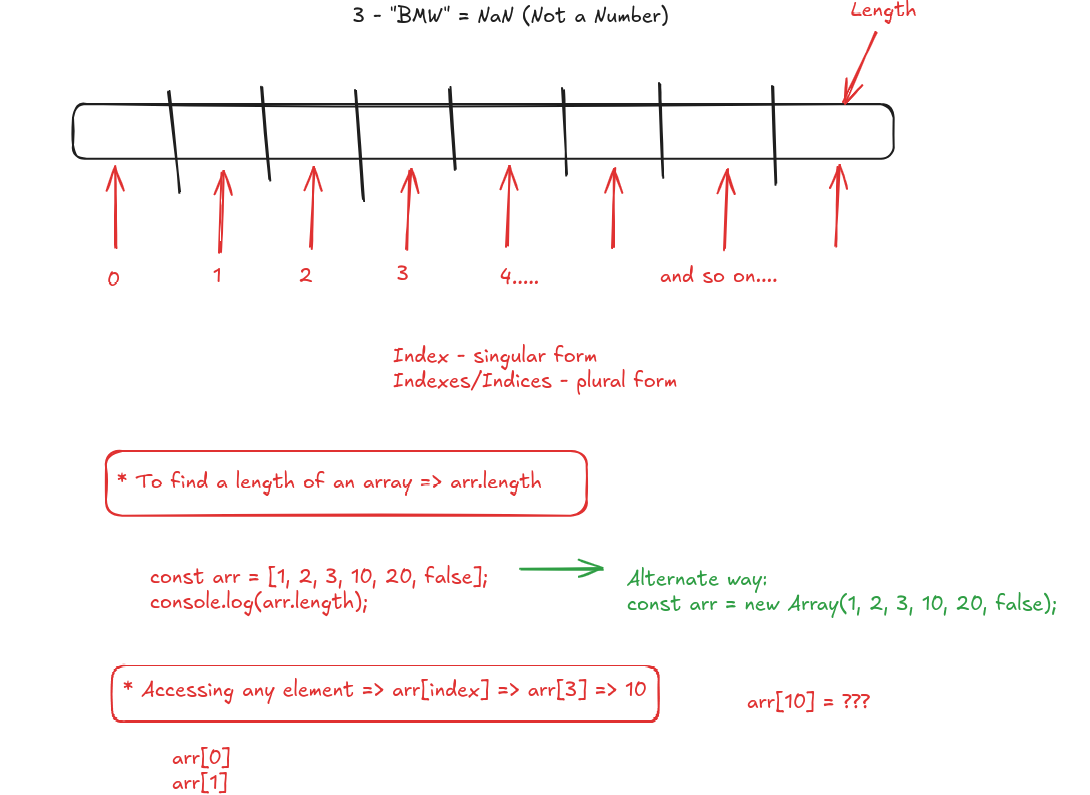 3 - "BMW" = NaN (Not a Number)
Length
0 1 2 3 4..... and so on....
Index - singular form
Indexes/Indices - plural form
* To find a length of an array => arr.length
const arr = [1, 2, 3, 10, 20, false];
console.log(arr.length);
Alternate way:
const arr = new Array(1, 2, 3, 10, 20, false);
* Accessing any element => arr[index] => arr[3] => 10
arr[10] = ???
arr[0]
arr[1]